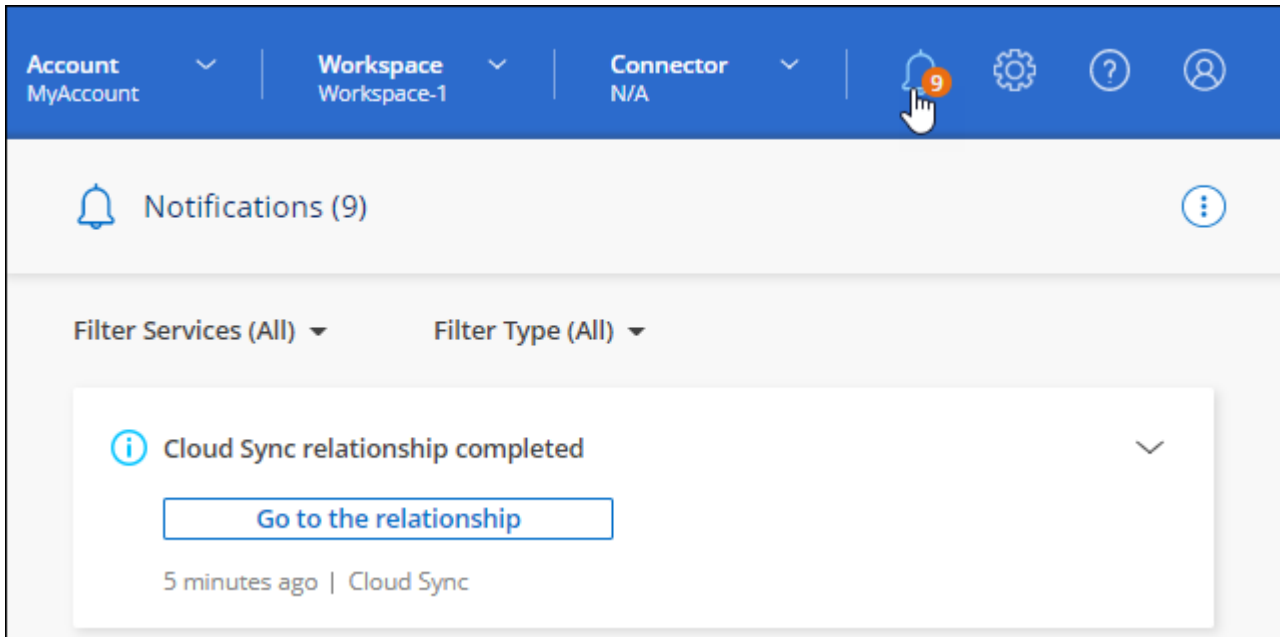 Account
MyAccount
Workspace
Workspace-1
Connector
N/A
9
Notifications (9)
Filter Services (All)
Filter Type (All)
Cloud Sync relationship completed
Go to the relationship
5 minutes ago | Cloud Sync